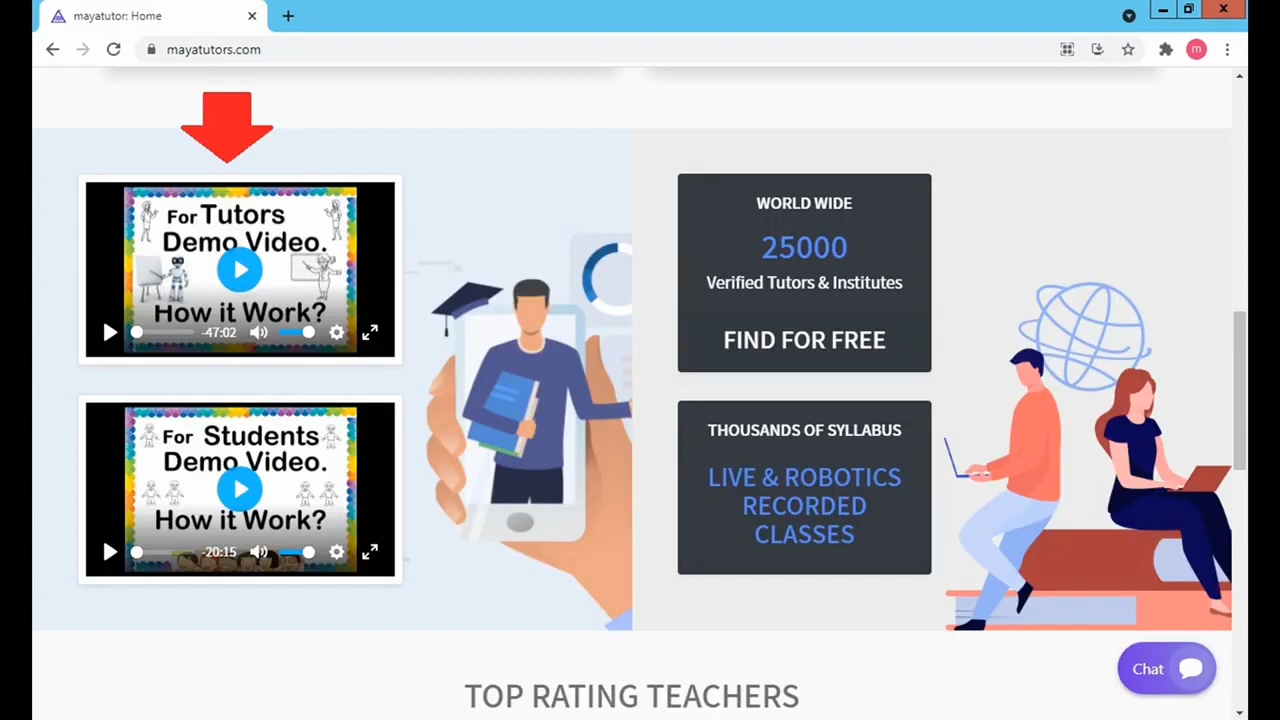 mayatutor: Home
mayatutors.com
m
For Tutors
Demo Video.
How it Work?
-47:02
For Students
Demo Video.
How it Work?
-20:15
WORLD WIDE
25000
Verified Tutors & Institutes
FIND FOR FREE
THOUSANDS OF SYLLABUS
LIVE & ROBOTICS
RECORDED
CLASSES
Chat
TOP RATING TEACHERS